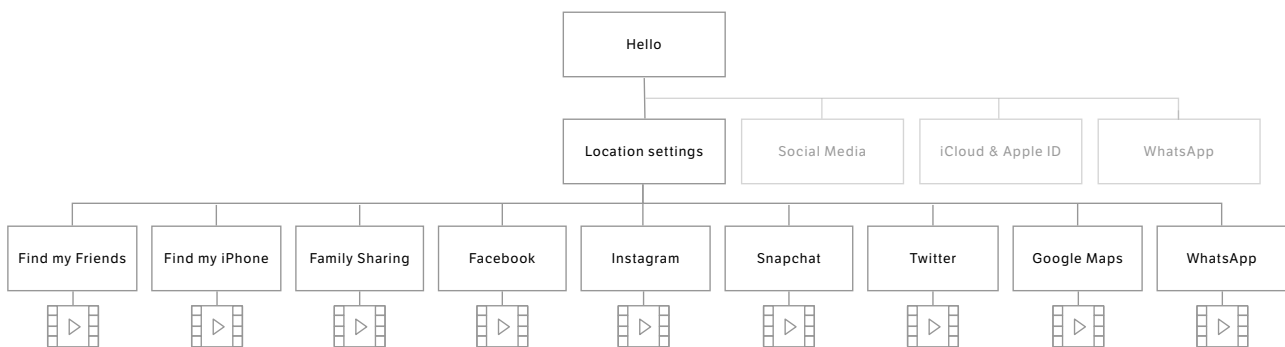 Hello
Location settings
Social Media
iCloud & Apple ID
WhatsApp
Find my Friends
Find my iPhone
Family Sharing
Facebook
Instagram
Snapchat
Twitter
Google Maps
WhatsApp